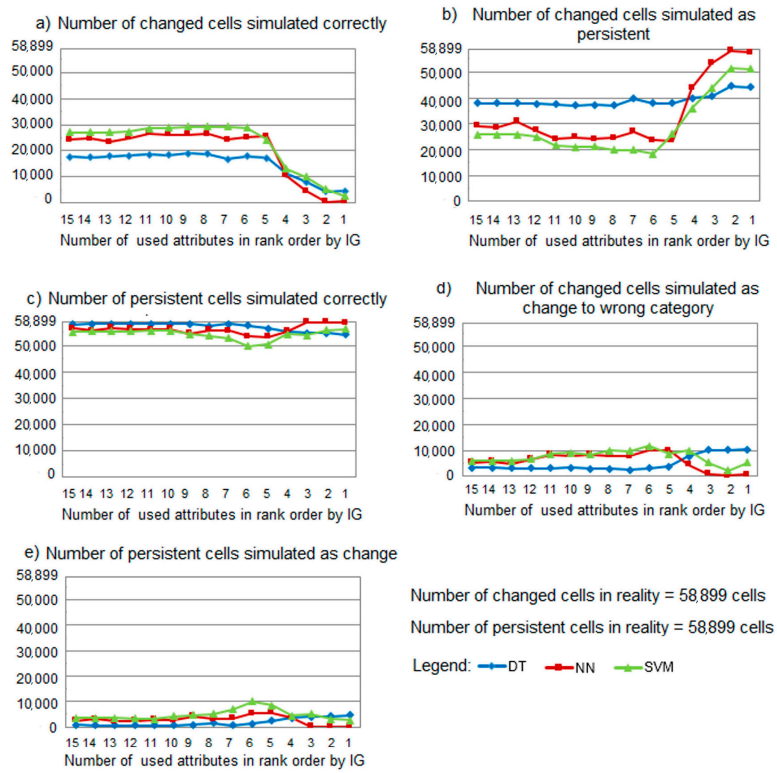 a) Number of changed cells simulated correctly
58,899
50,000
40,000
30,000
20,000
10,000
0
15 14 13 12 11 10 9 8 7 6 5 4 3 2 1
Number of used attributes in rank order by IG
b) Number of changed cells simulated as
persistent
58,899
50,000
40,000
30,000
20,000
10,000
0
15 14 13 12 11 10 9 8 7 6 5 4 3 2 1
Number of used attributes in rank order by IG
c) Number of persistent cells simulated correctly
58,899
50,000
40,000
30,000
20,000
10,000
0
15 14 13 12 11 10 9 8 7 6 5 4 3 2 1
Number of used attributes in rank order by IG
d) Number of changed cells simulated as
change to wrong category
58,899
50,000
40,000
30,000
20,000
10,000
0
15 14 13 12 11 10 9 8 7 6 5 4 3 2 1
Number of used attributes in rank order by IG
e) Number of persistent cells simulated as change
58,899
50,000
40,000
30,000
20,000
10,000
0
15 14 13 12 11 10 9 8 7 6 5 4 3 2 1
Number of used attributes in rank order by IG
Number of changed cells in reality = 58,899 cells
Number of persistent cells in reality = 58,899 cells
Legend: DT NN SVM